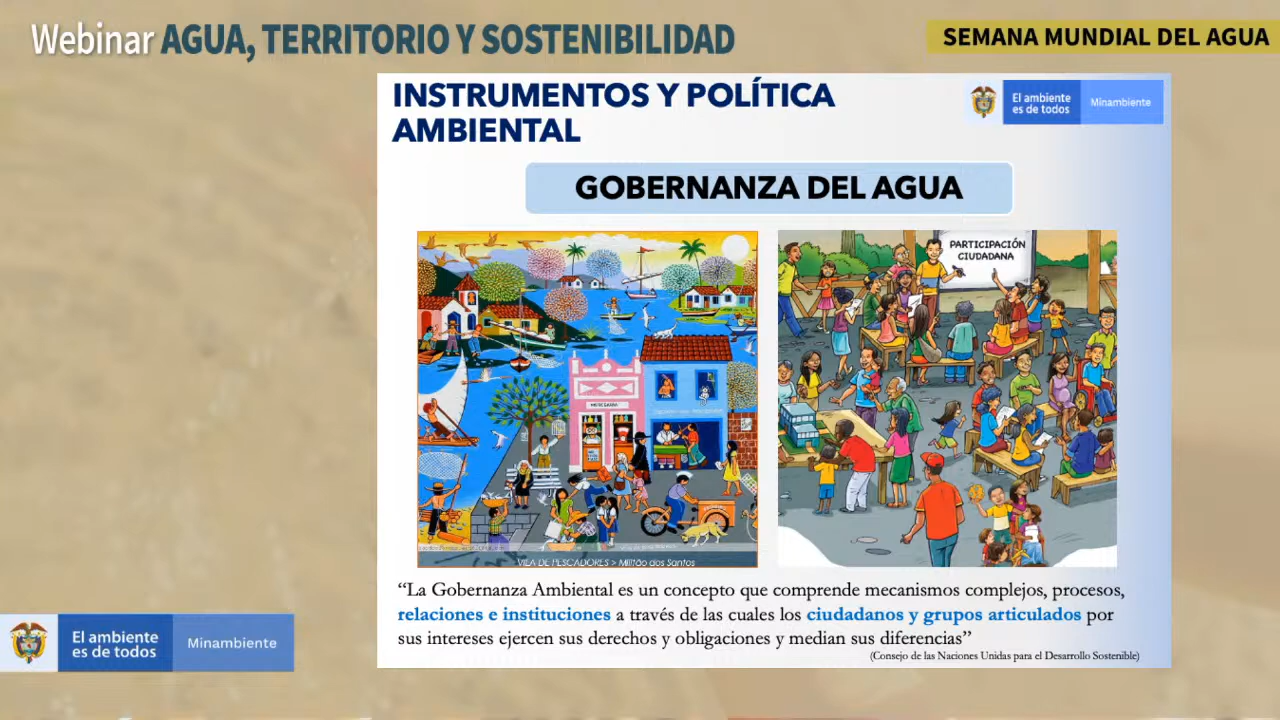 Webinar AGUA, TERRITORIO Y SOSTENIBILIDAD
SEMANA MUNDIAL DEL AGUA
INSTRUMENTOS Y POLÍTICA
AMBIENTAL
El ambiente
es de todos
Minambiente
GOBERNANZA DEL AGUA
PARTICIPACIÓN
CIUDADANA
VILA DE PESCADORES > Militão dos Santos
“La Gobernanza Ambiental es un concepto que comprende mecanismos complejos, procesos,
relaciones e instituciones a través de las cuales los ciudadanos y grupos articulados por
sus intereses ejercen sus derechos y obligaciones y median sus diferencias”
(Consejo de las Naciones Unidas para el Desarrollo Sostenible)
El ambiente
es de todos
Minambiente